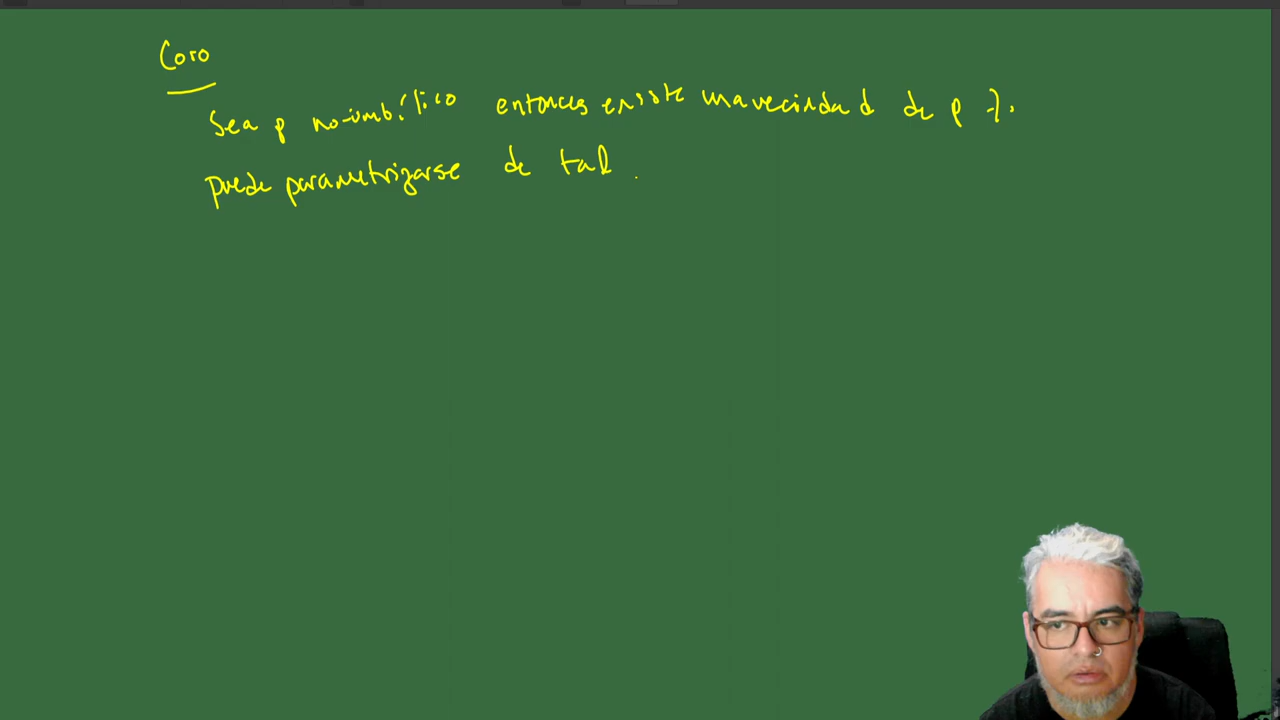 Coro
Sea p no-umbílico entonces existe una vecindad de p t.
puede parametrizarse de tal